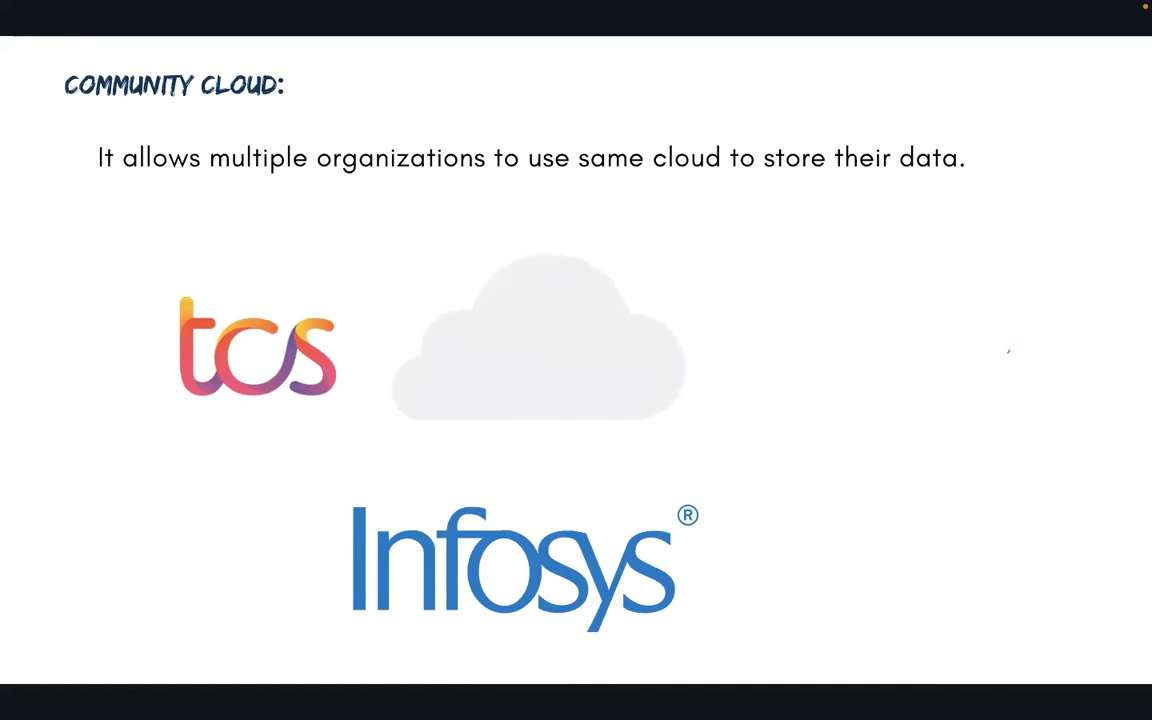 COMMUNITY CLOUD:
It allows multiple organizations to use same cloud to store their data.
tcs
Infosys®